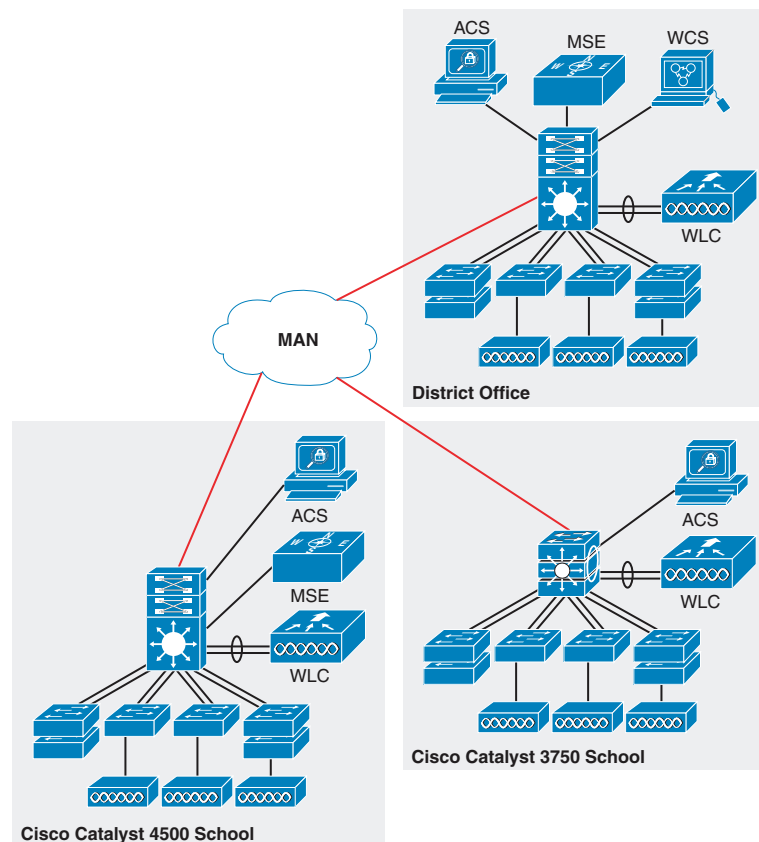 ACS
MSE
WCS
WLC
District Office
MAN
ACS
MSE
WLC
Cisco Catalyst 4500 School
ACS
WLC
Cisco Catalyst 3750 School